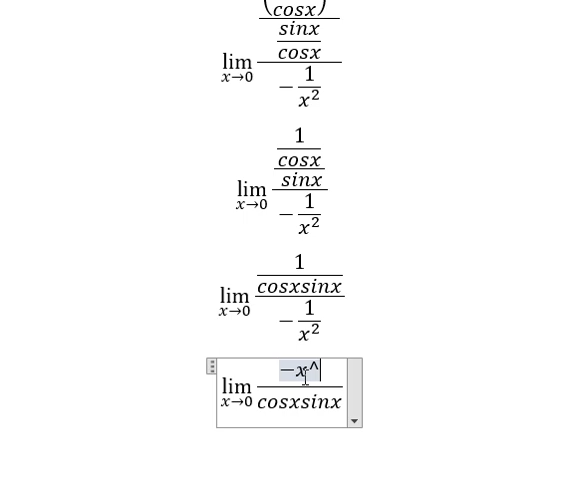 (cosx)
sinx
cosx
lim
x→0
− 1
x²
1
cosx
sinx
lim
x→0
− 1
x²
1
cosxsinx
lim
x→0
− 1
x²
−x^
lim
x→0 cosxsinx